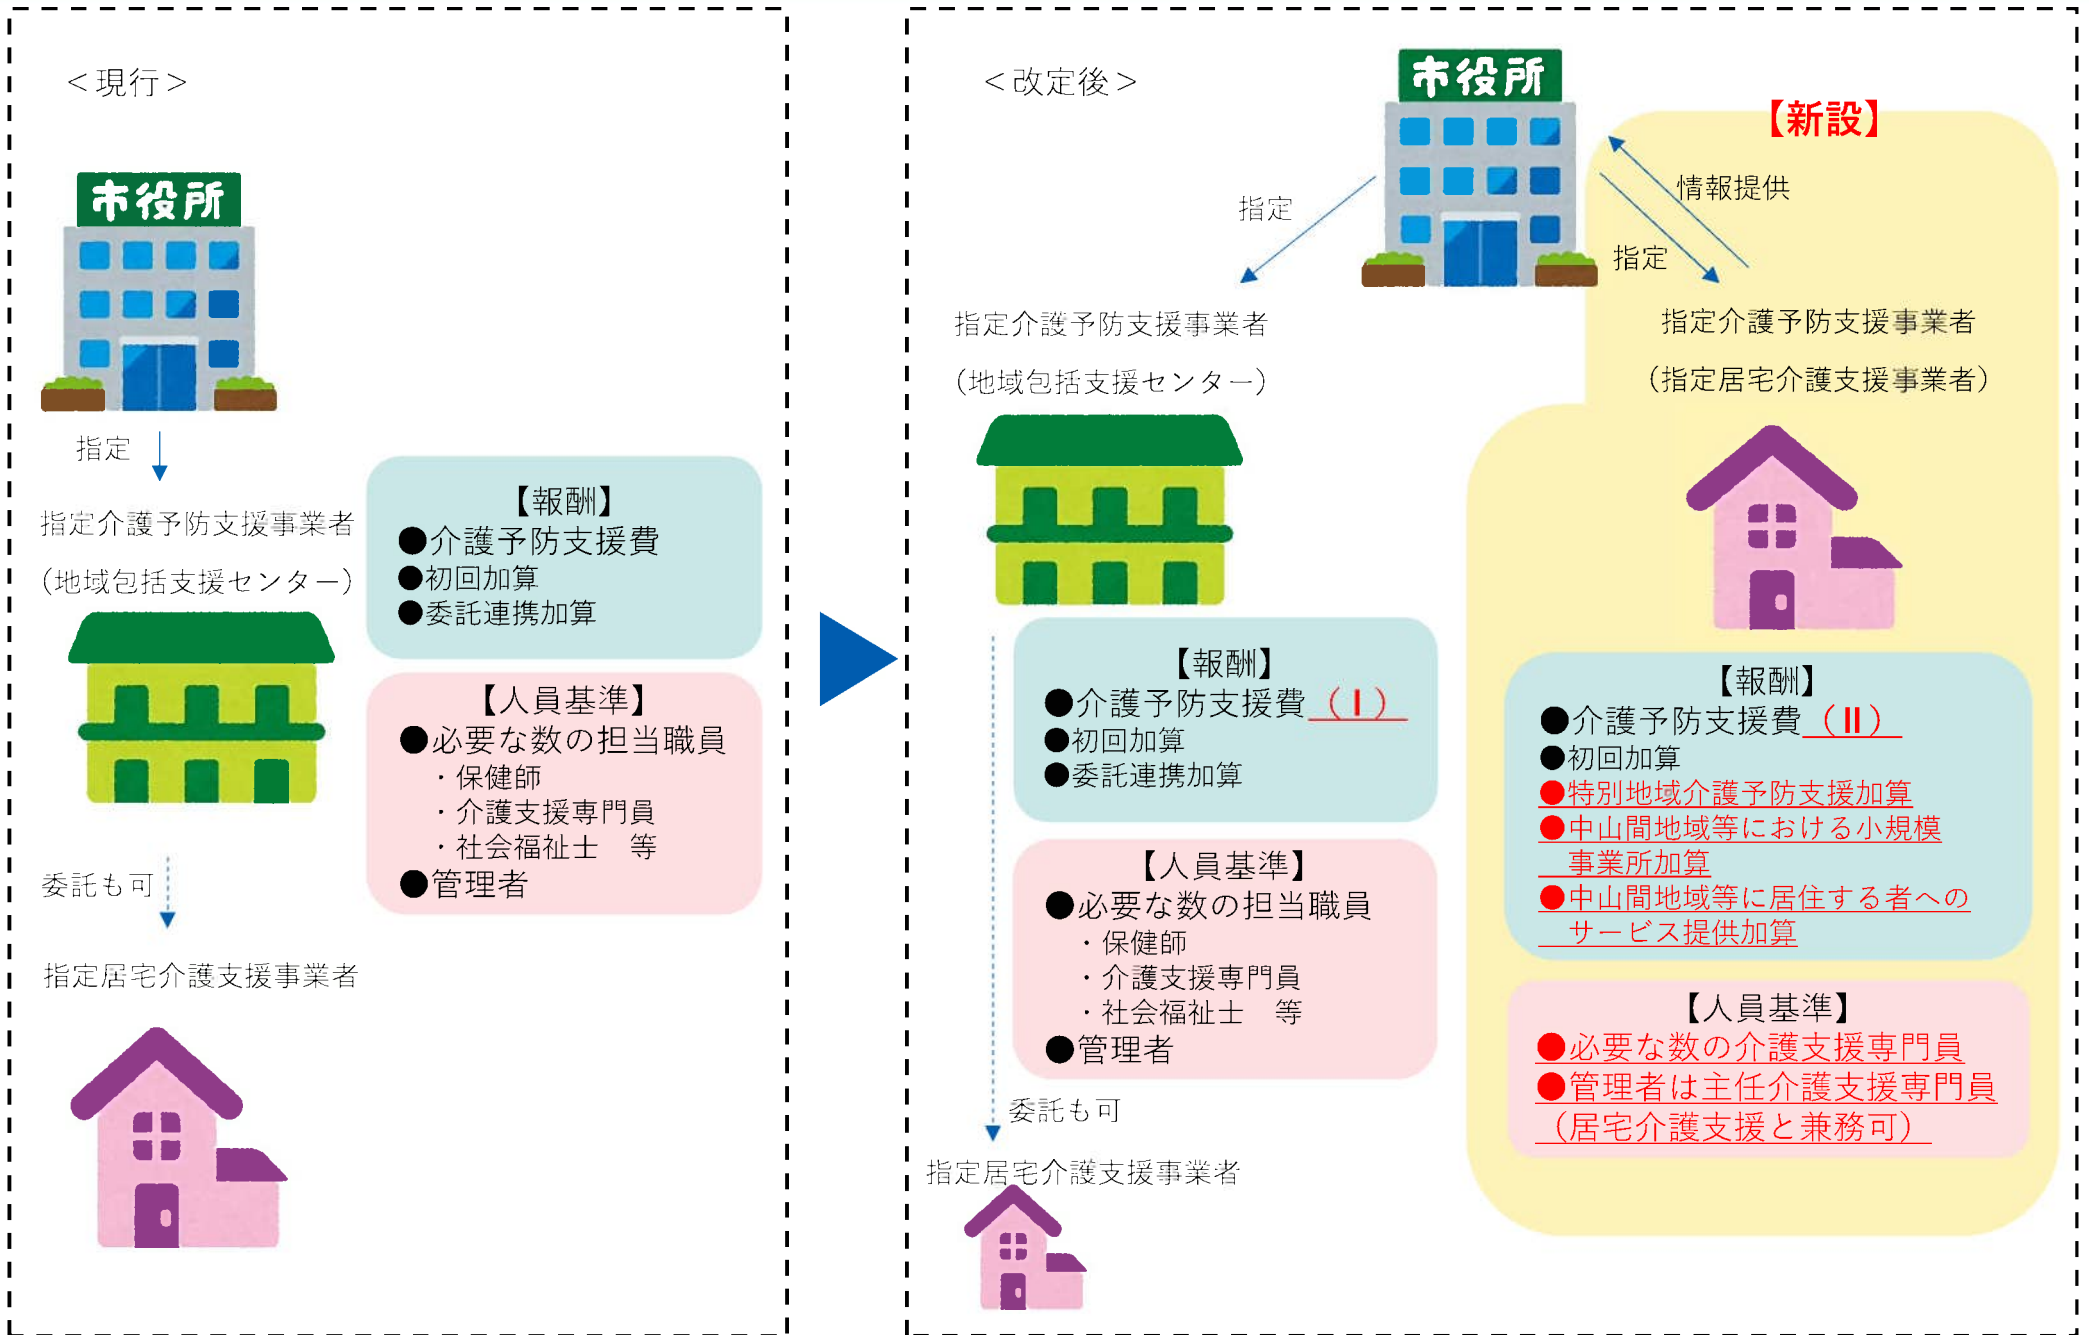 ＜現行＞
市役所
指定
指定介護予防支援事業者
（地域包括支援センター）
【報酬】
●介護予防支援費
●初回加算
●委託連携加算
【人員基準】
●必要な数の担当職員
・保健師
・介護支援専門員
・社会福祉士　等
●管理者
委託も可
指定居宅介護支援事業者
＜改定後＞
市役所
【新設】
指定
情報提供
指定
指定介護予防支援事業者
（地域包括支援センター）
【報酬】
●介護予防支援費（Ⅰ）
●初回加算
●委託連携加算
【人員基準】
●必要な数の担当職員
・保健師
・介護支援専門員
・社会福祉士　等
●管理者
委託も可
指定居宅介護支援事業者
指定介護予防支援事業者
（指定居宅介護支援事業者）
【報酬】
●介護予防支援費（Ⅱ）
●初回加算
●特別地域介護予防支援加算
●中山間地域等における小規模
事業所加算
●中山間地域等に居住する者への
サービス提供加算
【人員基準】
●必要な数の介護支援専門員
●管理者は主任介護支援専門員
（居宅介護支援と兼務可）